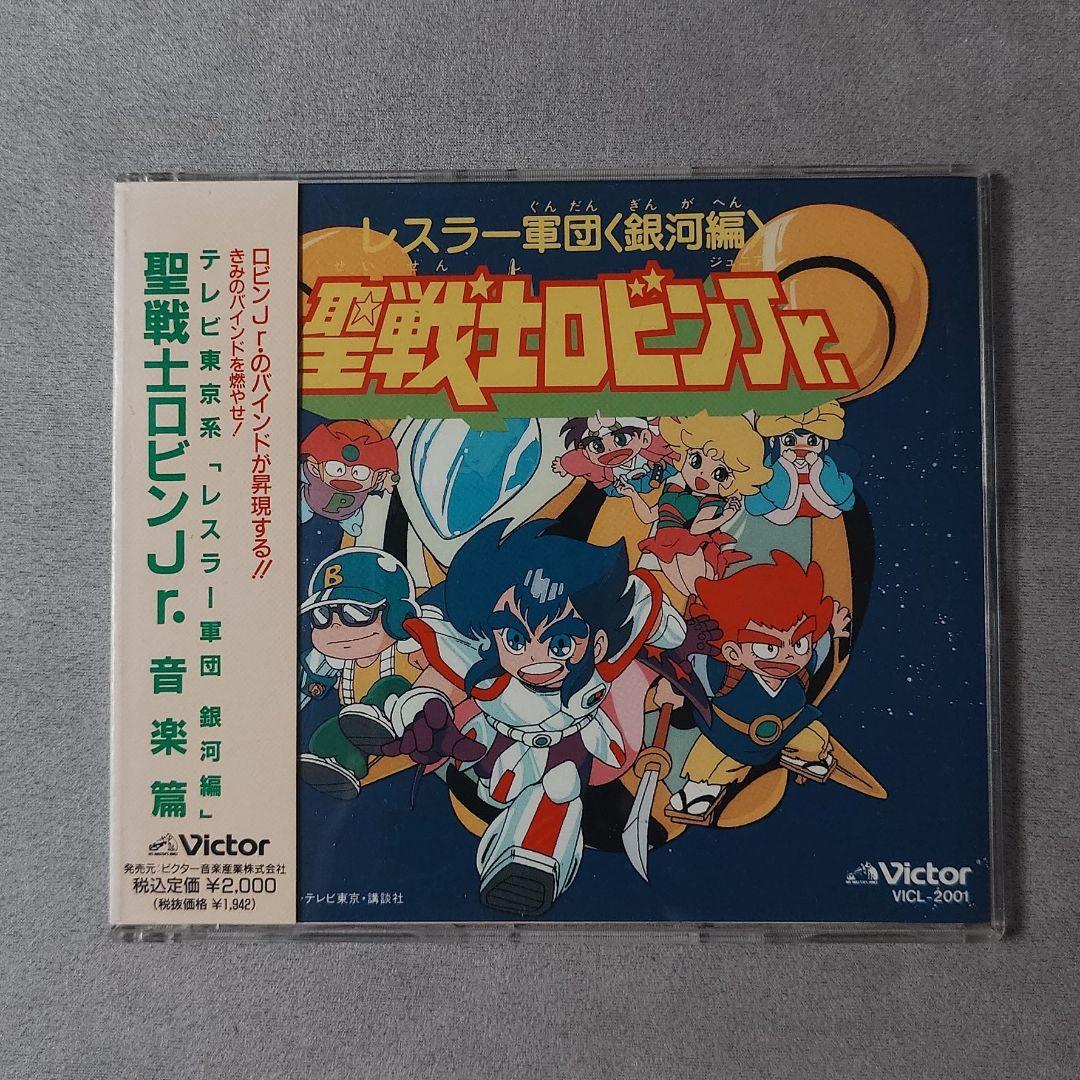 ロビンJr.のバインドが昇現する!!
きみのバインドを燃やせ!
テレビ東京系「レスラー軍団 銀河編」
聖戦士ロビンJr. 音楽篇
Victor
発売元/ビクター音楽産業株式会社
税込定価 ¥2,000
(税抜価格 ¥1,942)
ぐんだん ぎんがへん
レスラー軍団〈銀河編〉
せいせんし ジュニア
聖戦士ロビンJr.
P
B
テレビ東京・講談社
Victor
VICL-2001